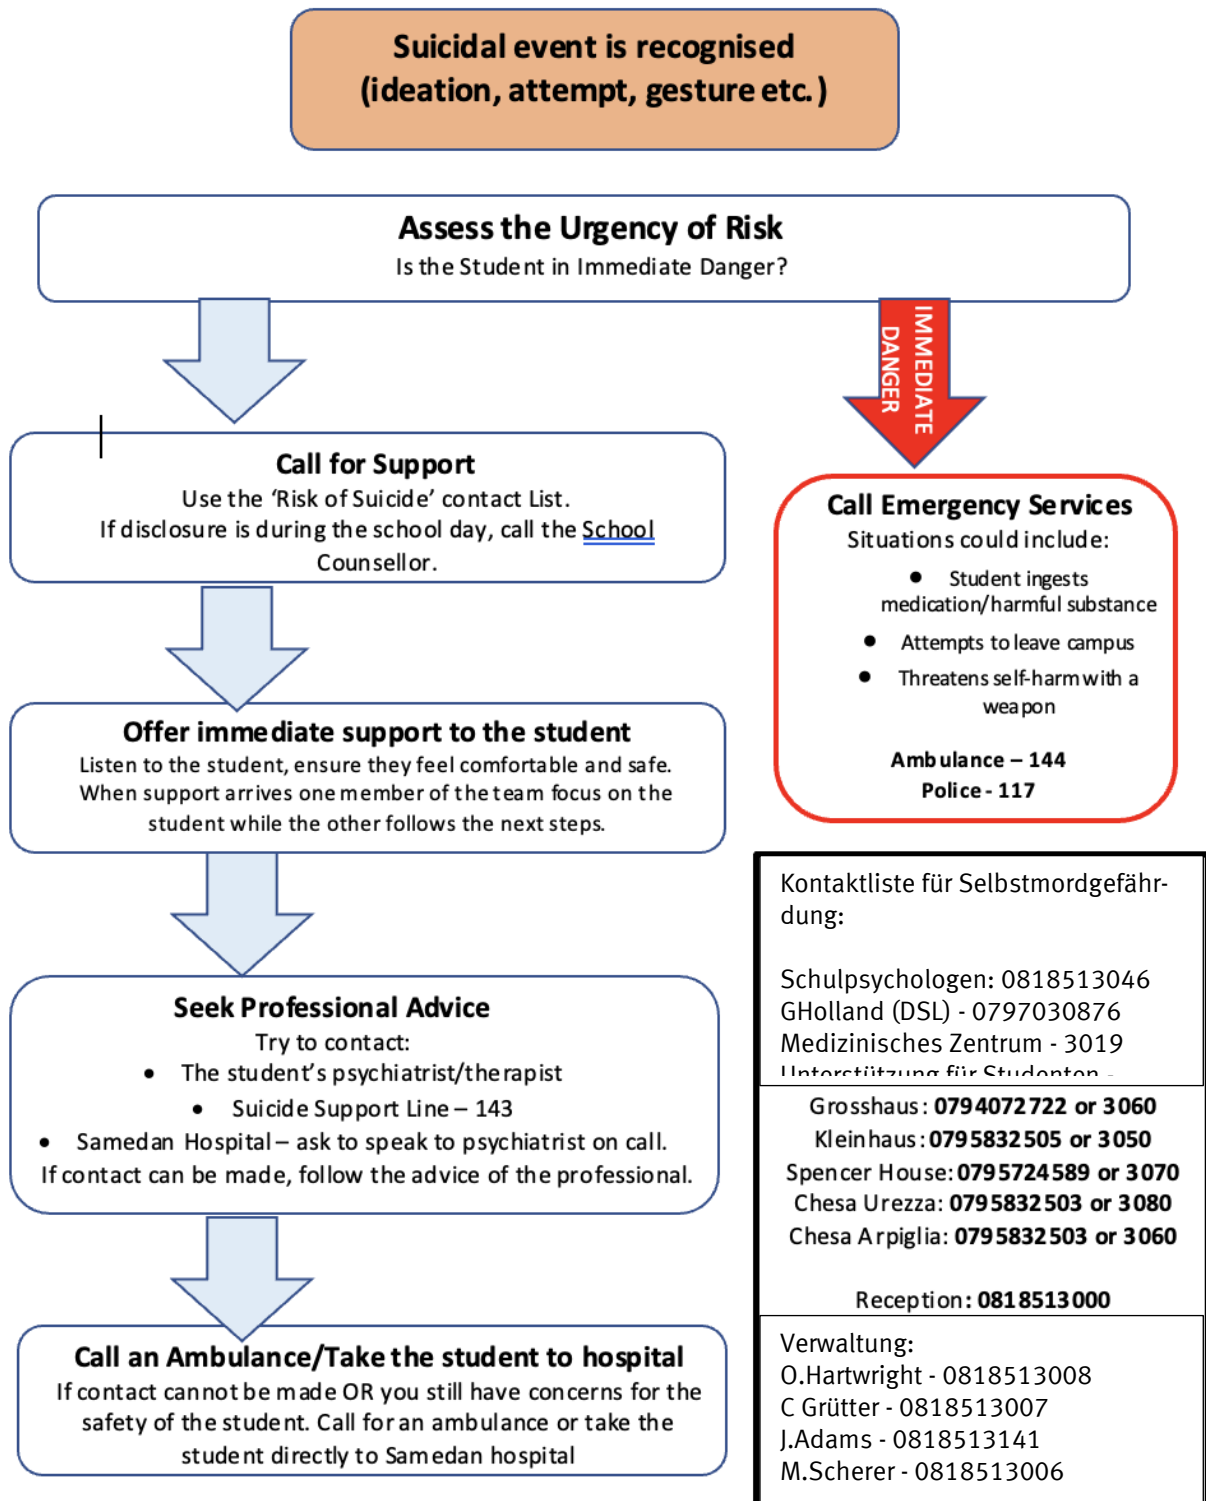 Suicidal event is recognised
(ideation, attempt, gesture etc.)
Assess the Urgency of Risk
Is the Student in Immediate Danger?
IMMEDIATE
DANGER
Call for Support
Use the ‘Risk of Suicide’ contact List.
If disclosure is during the school day, call the School
Counsellor.
Call Emergency Services
Situations could include:
• Student ingests
medication/harmful substance
• Attempts to leave campus
• Threatens self-harm with a
weapon
Ambulance – 144
Police - 117
Offer immediate support to the student
Listen to the student, ensure they feel comfortable and safe.
When support arrives one member of the team focus on the
student while the other follows the next steps.
Seek Professional Advice
Try to contact:
• The student’s psychiatrist/therapist
• Suicide Support Line – 143
• Samedan Hospital – ask to speak to psychiatrist on call.
If contact can be made, follow the advice of the professional.
Call an Ambulance/Take the student to hospital
If contact cannot be made OR you still have concerns for the
safety of the student. Call for an ambulance or take the
student directly to Samedan hospital
Kontaktliste für Selbstmordgefähr-
dung:
Schulpsychologen: 0818513046
GHolland (DSL) - 0797030876
Medizinisches Zentrum - 3019
Unterstützung für Studenten -
Grosshaus: 0794072722 or 3060
Kleinhaus: 0795832505 or 3050
Spencer House: 0795724589 or 3070
Chesa Urezza: 0795832503 or 3080
Chesa Arpiglia: 0795832503 or 3060
Reception: 0818513000
Verwaltung:
O.Hartwright - 0818513008
C Grütter - 0818513007
J.Adams - 0818513141
M.Scherer - 0818513006